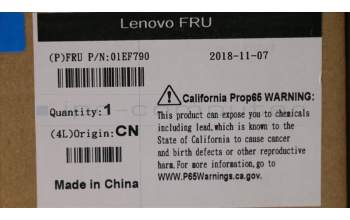 Lenovo FRU
(P)FRU P/N:01EF790
2018-11-07
Quantity:1
(4L)Origin:CN
Made in China
California Prop65 WARNING:
This product can expose you to chemicals
including lead, which is known to the
State of California to cause cancer
and birth defects or other reproductive
harm. For more information, go to
WWW.P65Warnings.ca.gov.